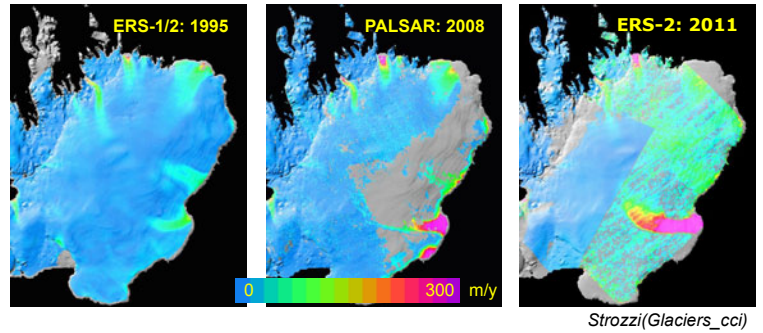 ERS-1/2: 1995
PALSAR: 2008
ERS-2: 2011
0 300 m/y
Strozzi(Glaciers_cci)